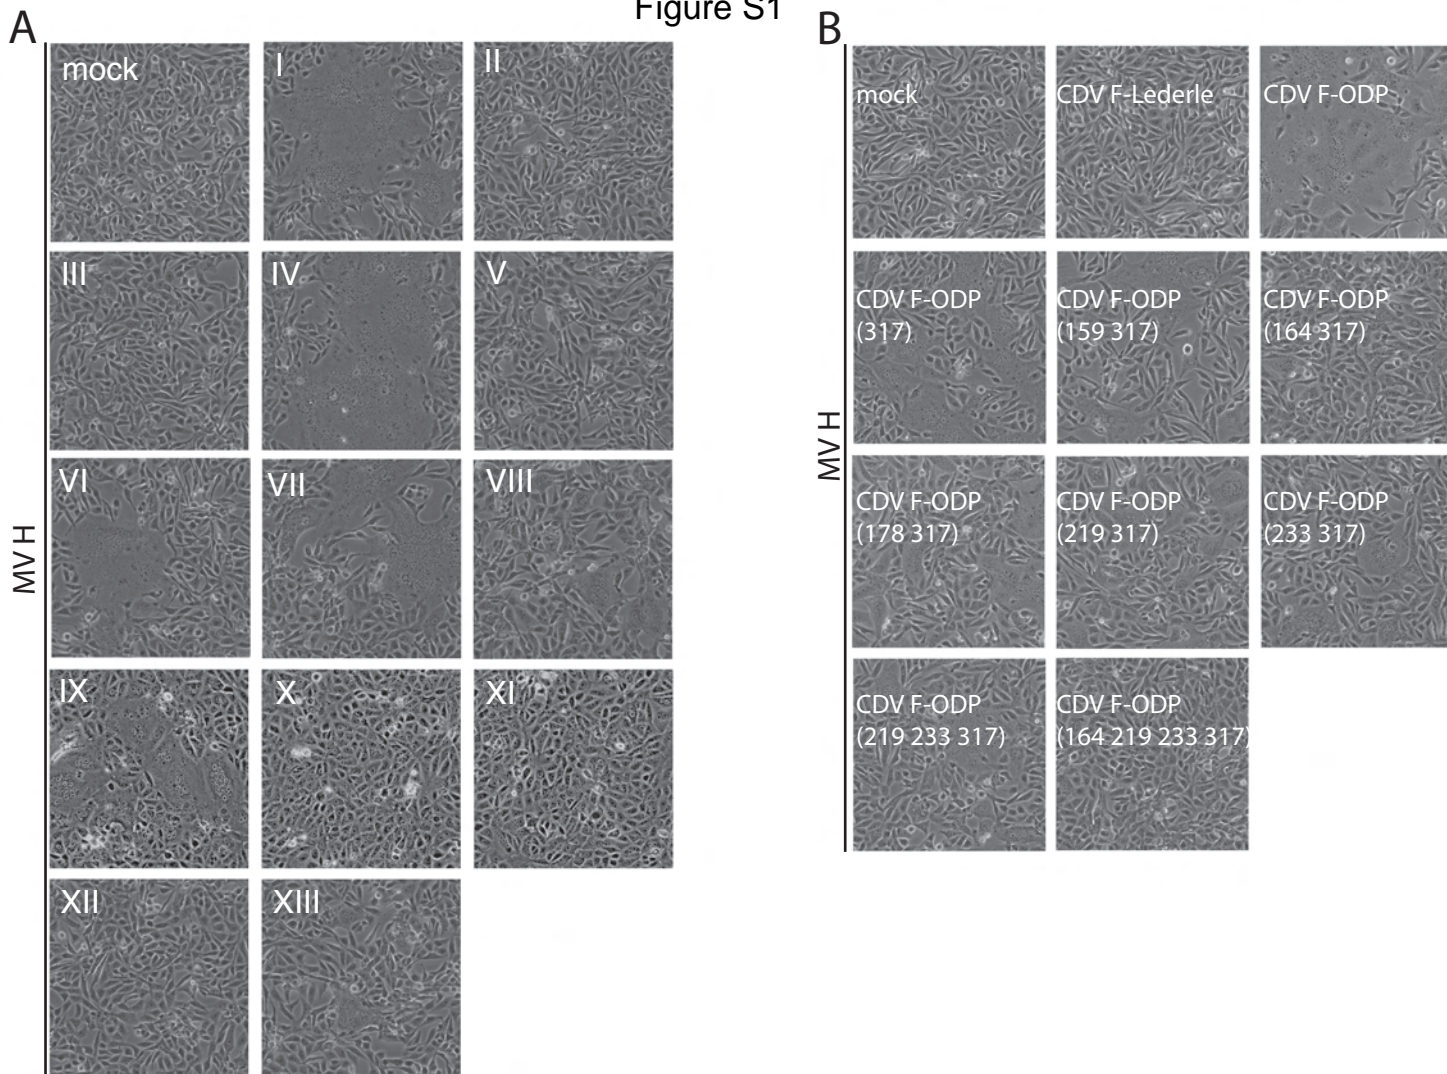 Figure S1
A
mock
I
II
III
IV
V
VI
VII
VIII
IX
X
XI
XII
XIII
MV H
B
mock
CDV F-Lederle
CDV F-ODP
CDV F-ODP
(317)
CDV F-ODP
(159 317)
CDV F-ODP
(164 317)
CDV F-ODP
(178 317)
CDV F-ODP
(219 317)
CDV F-ODP
(233 317)
CDV F-ODP
(219 233 317)
CDV F-ODP
(164 219 233 317)
MV H